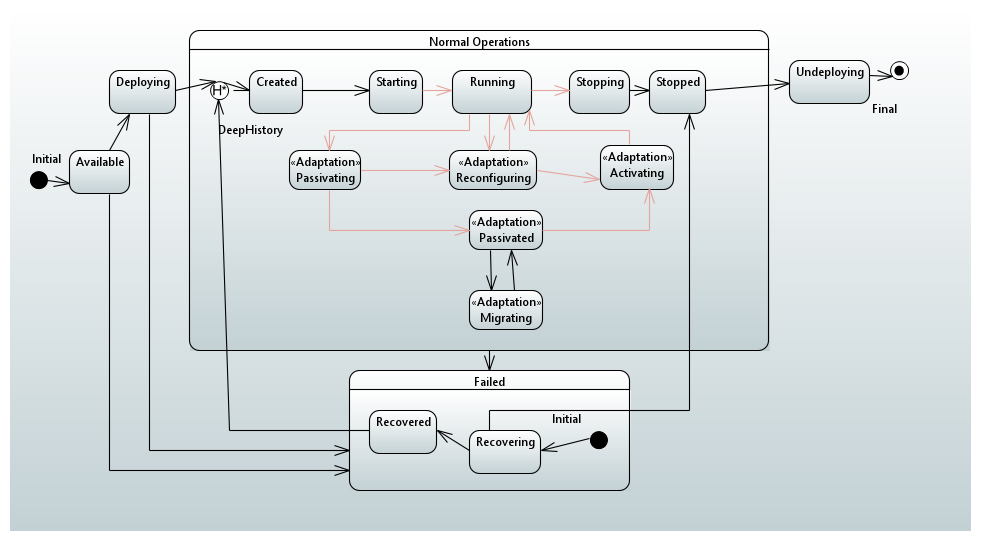 Normal Operations
Deploying
H*
Created
Starting
Running
Stopping
Stopped
Undeploying
Final
DeepHistory
Initial
Available
«Adaptation»
Passivating
«Adaptation»
Reconfiguring
«Adaptation»
Activating
«Adaptation»
Passivated
«Adaptation»
Migrating
Failed
Recovered
Recovering
Initial